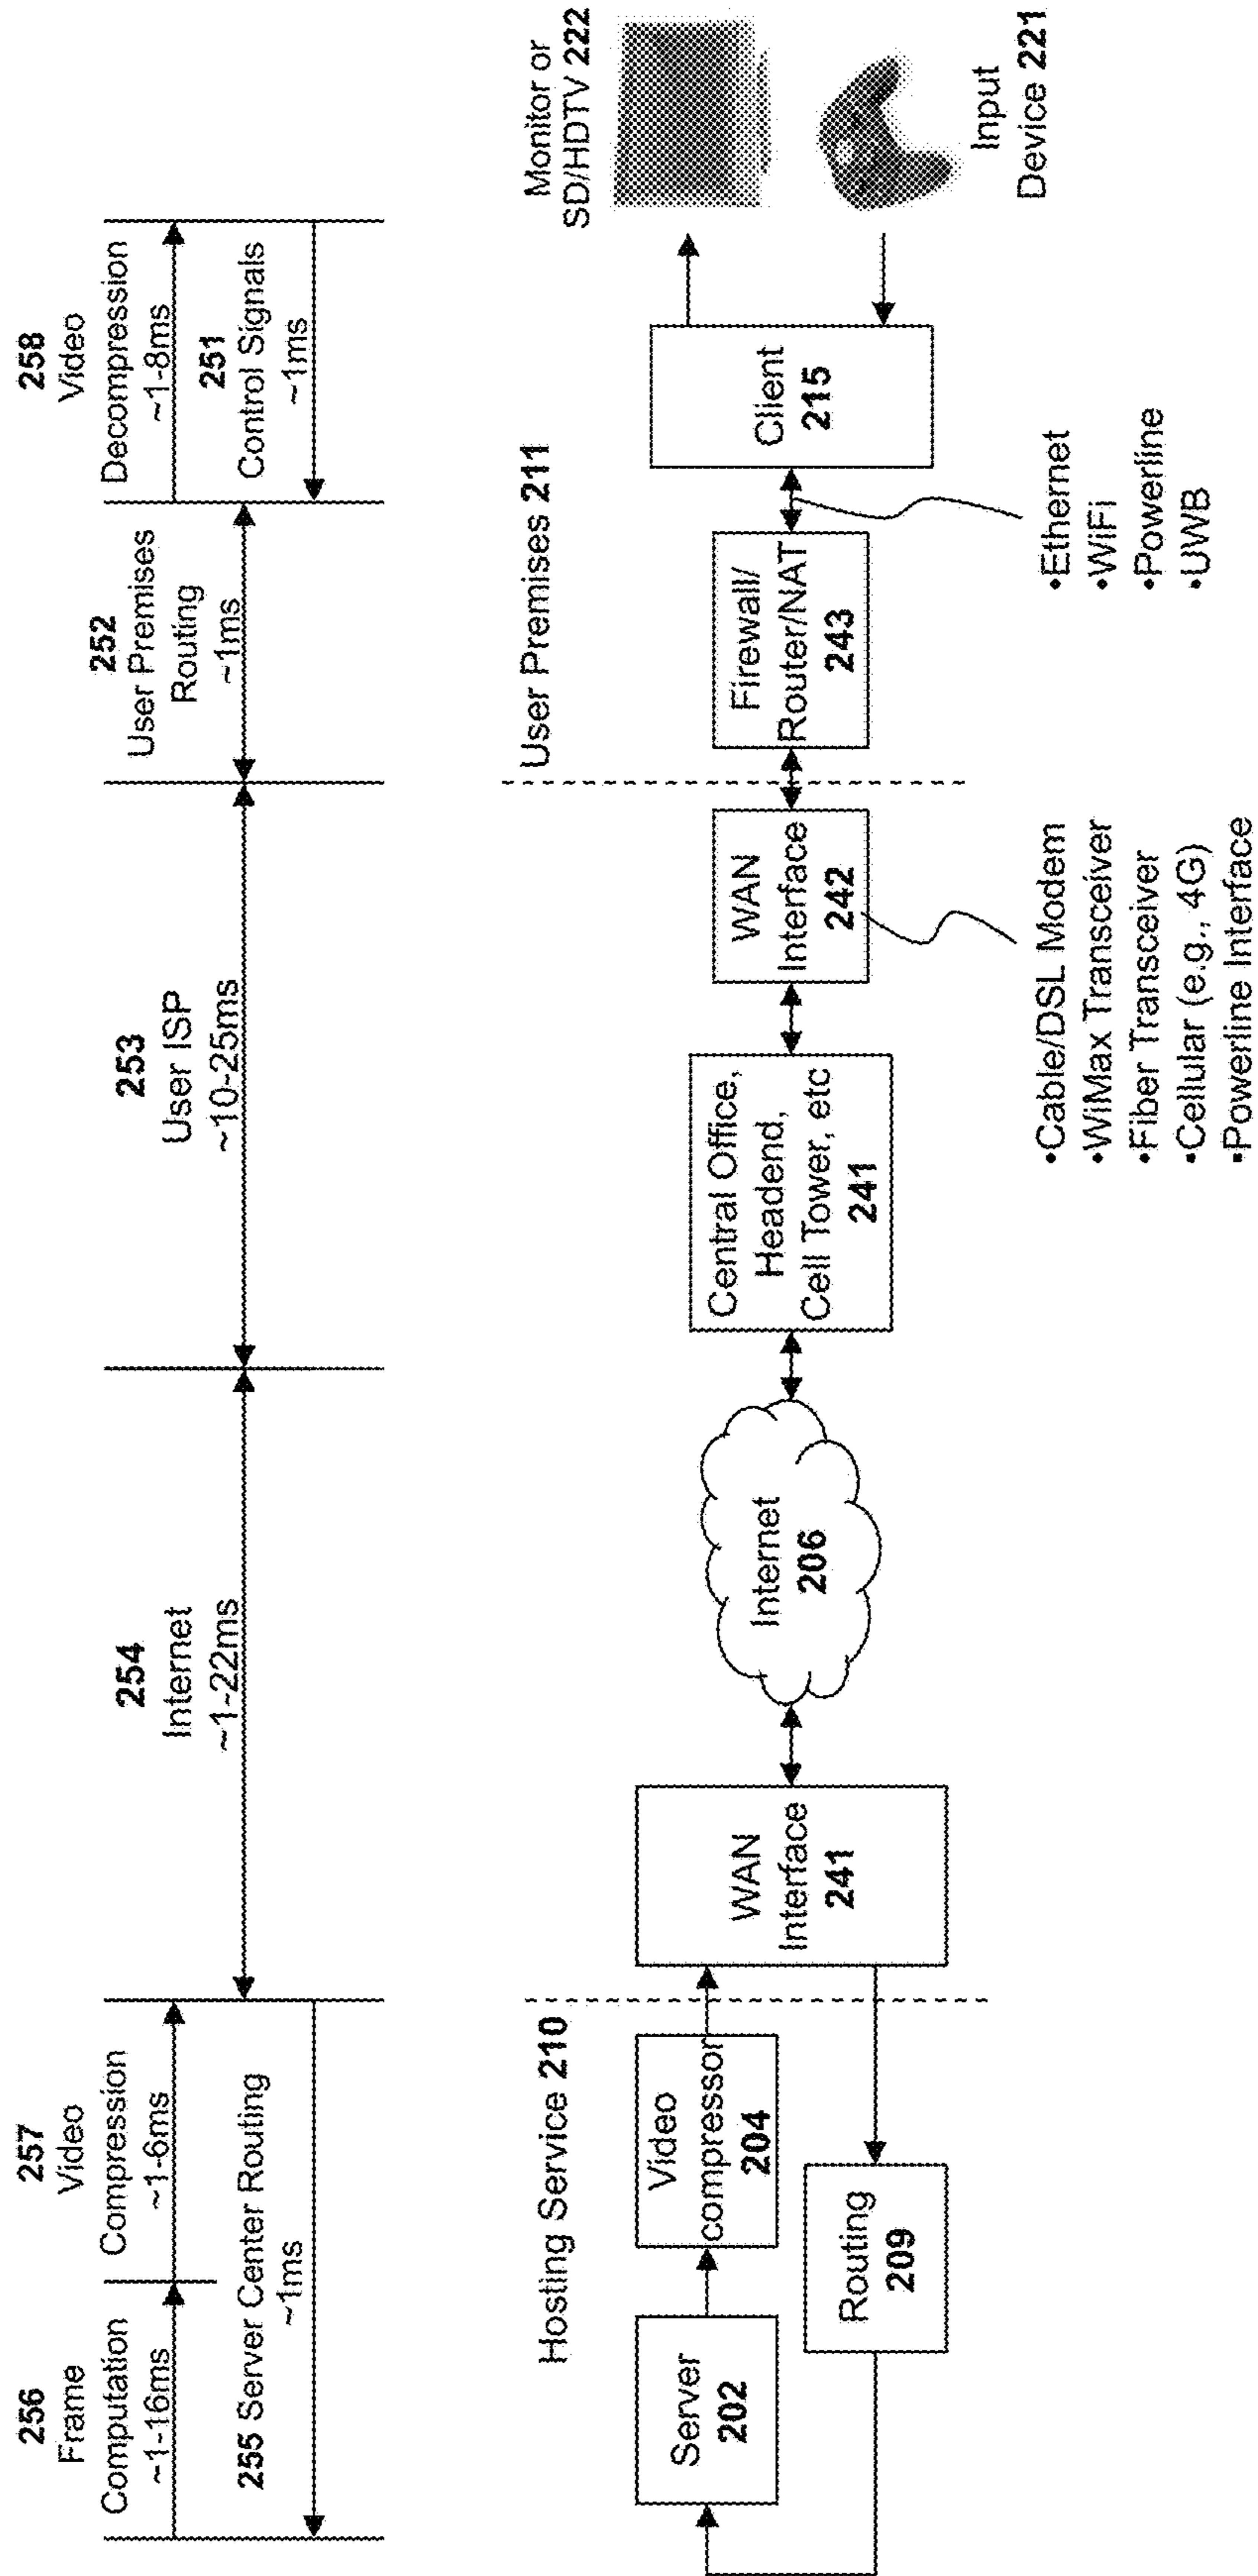 256
Frame
Computation
~1-16ms
257
Video
Compression
~1-6ms
255 Server Center Routing
~1ms
254
Internet
~1-22ms
253
User ISP
~10-25ms
252
User Premises
Routing
~1ms
258
Video
Decompression
~1-8ms
251
Control Signals
~1ms
Hosting Service 210
Server
202
Video
compressor
204
Routing
209
WAN
Interface
241
Internet
206
Central Office,
Headend,
Cell Tower, etc
241
WAN
Interface
242
•Cable/DSL Modem
•WiMax Transceiver
•Fiber Transceiver
•Cellular (e.g., 4G)
•Powerline Interface
User Premises 211
Firewall/
Router/NAT
243
Client
215
•Ethernet
•WiFi
•Powerline
•UWB
Monitor or
SD/HDTV 222
Input
Device 221